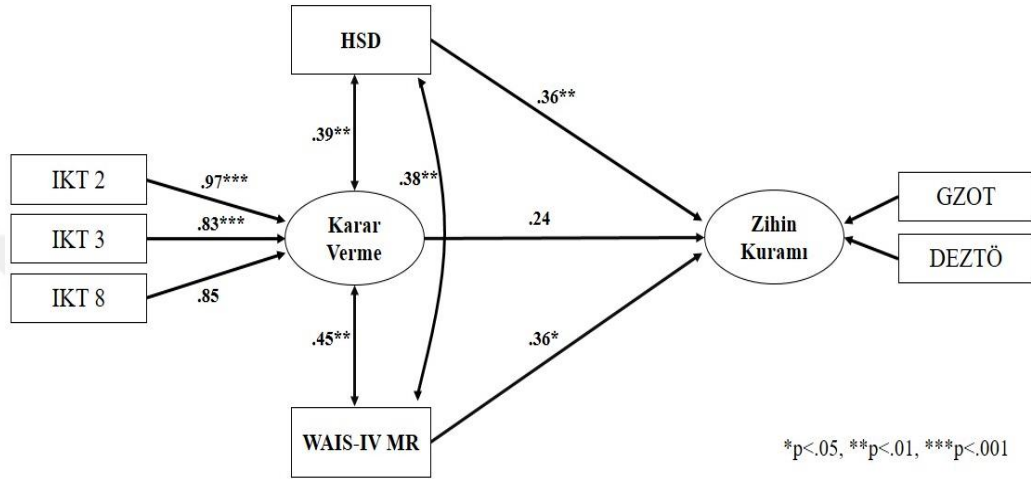 HSD
.36**
.39**
IKT 2
.97***
.38**
IKT 3
.83***
Karar
Verme
.24
Zihin
Kuramı
GZOT
DEZTÖ
IKT 8
.85
.45**
.36*
WAIS-IV MR
*p<.05, **p<.01, ***p<.001